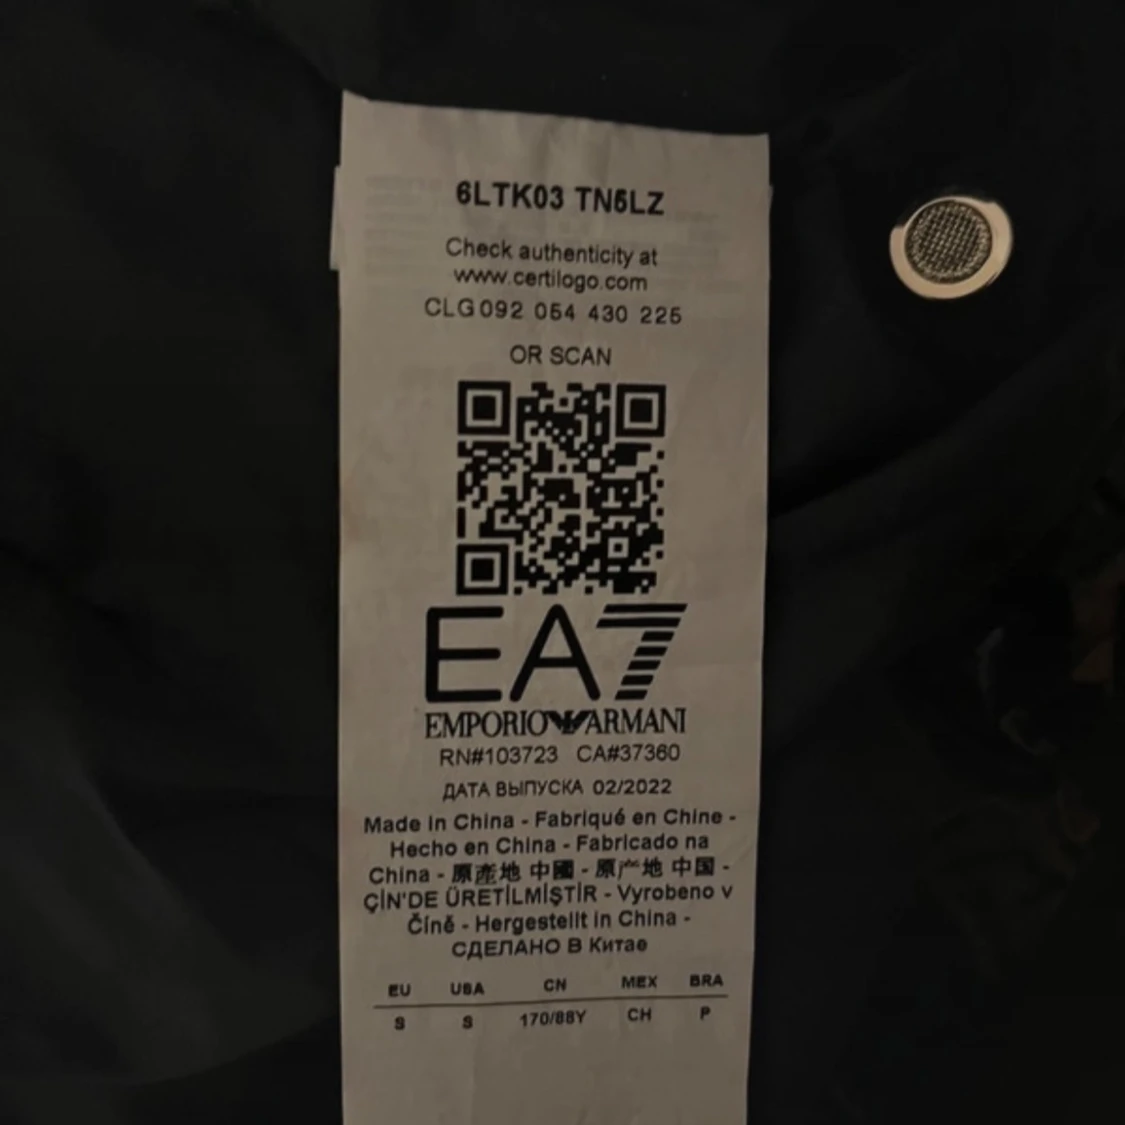 6LTK03 TN5LZ
Check authenticity at
www.certilogo.com
CLG092 054 430 225
OR SCAN
EA7
EMPORIO ARMANI
RN#103723 CA#37360
ДАТА ВЫПУСКА 02/2022
Made in China - Fabriqué en Chine -
Hecho en China - Fabricado na
China - 原產地 中國 - 原产地 中国 -
ÇİN'DE ÜRETİLMİŞTİR - Vyrobeno v
Číně - Hergestellt in China -
СДЕЛАНО В Китае
EU USA CN MEX BRA
S S 170/88Y CH P